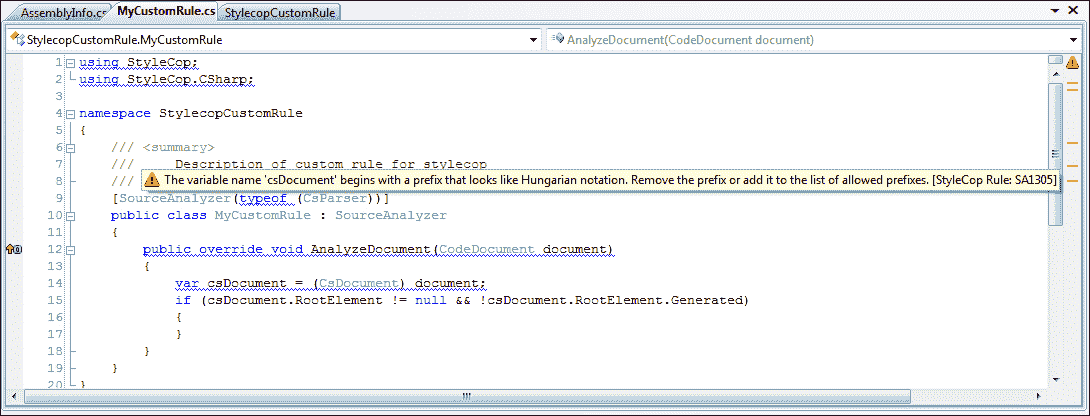 AssemblyInfo.cs MyCustomRule.cs StylecopCustomRule
StylecopCustomRule.MyCustomRule AnalyzeDocument(CodeDocument document)
1 using StyleCop;
2 using StyleCop.CSharp;
3
4 namespace StylecopCustomRule
5 {
6 /// <summary>
7 /// Description of custom rule for stylecop
8 /// The variable name 'csDocument' begins with a prefix that looks like Hungarian notation. Remove the prefix or add it to the list of allowed prefixes. [StyleCop Rule: SA1305]
9 [SourceAnalyzer(typeof (CsParser))]
10 public class MyCustomRule : SourceAnalyzer
11 {
12 public override void AnalyzeDocument(CodeDocument document)
13 {
14 var csDocument = (CsDocument) document;
15 if (csDocument.RootElement != null && !csDocument.RootElement.Generated)
16 {
17 }
18 }
19 }
20 }